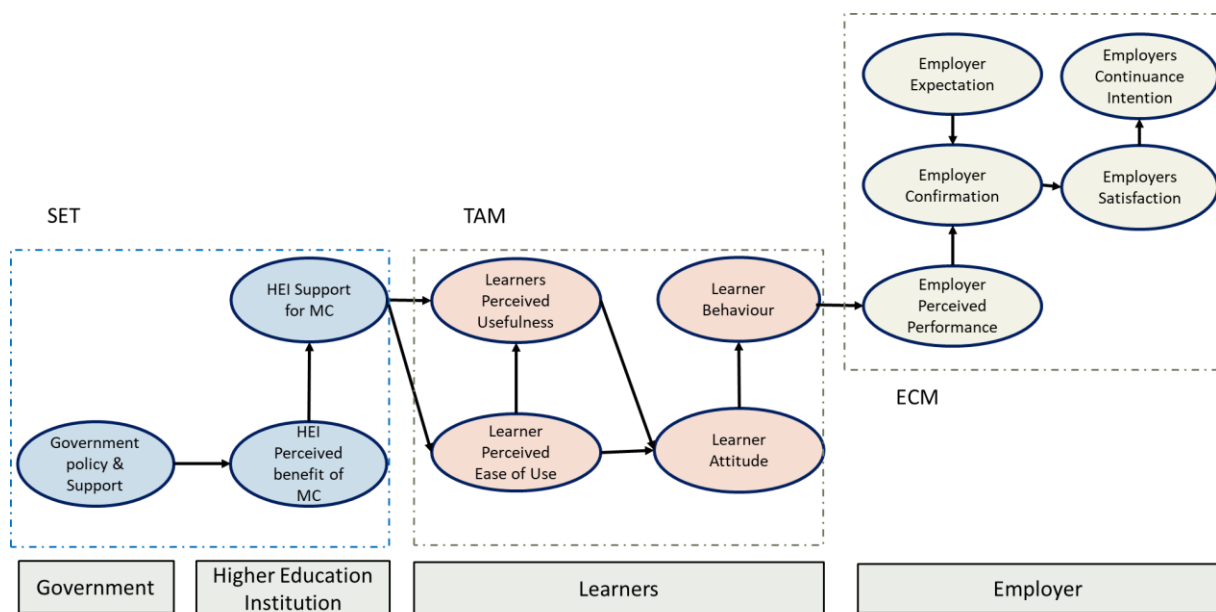 Employer
Expectation
Employers
Continuance
Intention
Employer
Confirmation
Employers
Satisfaction
SET
TAM
HEI Support
for MC
Learners
Perceived
Usefulness
Learner
Behaviour
Employer
Perceived
Performance
ECM
Government
policy &
Support
HEI
Perceived
benefit of
MC
Learner
Perceived
Ease of Use
Learner
Attitude
Government
Higher Education
Institution
Learners
Employer